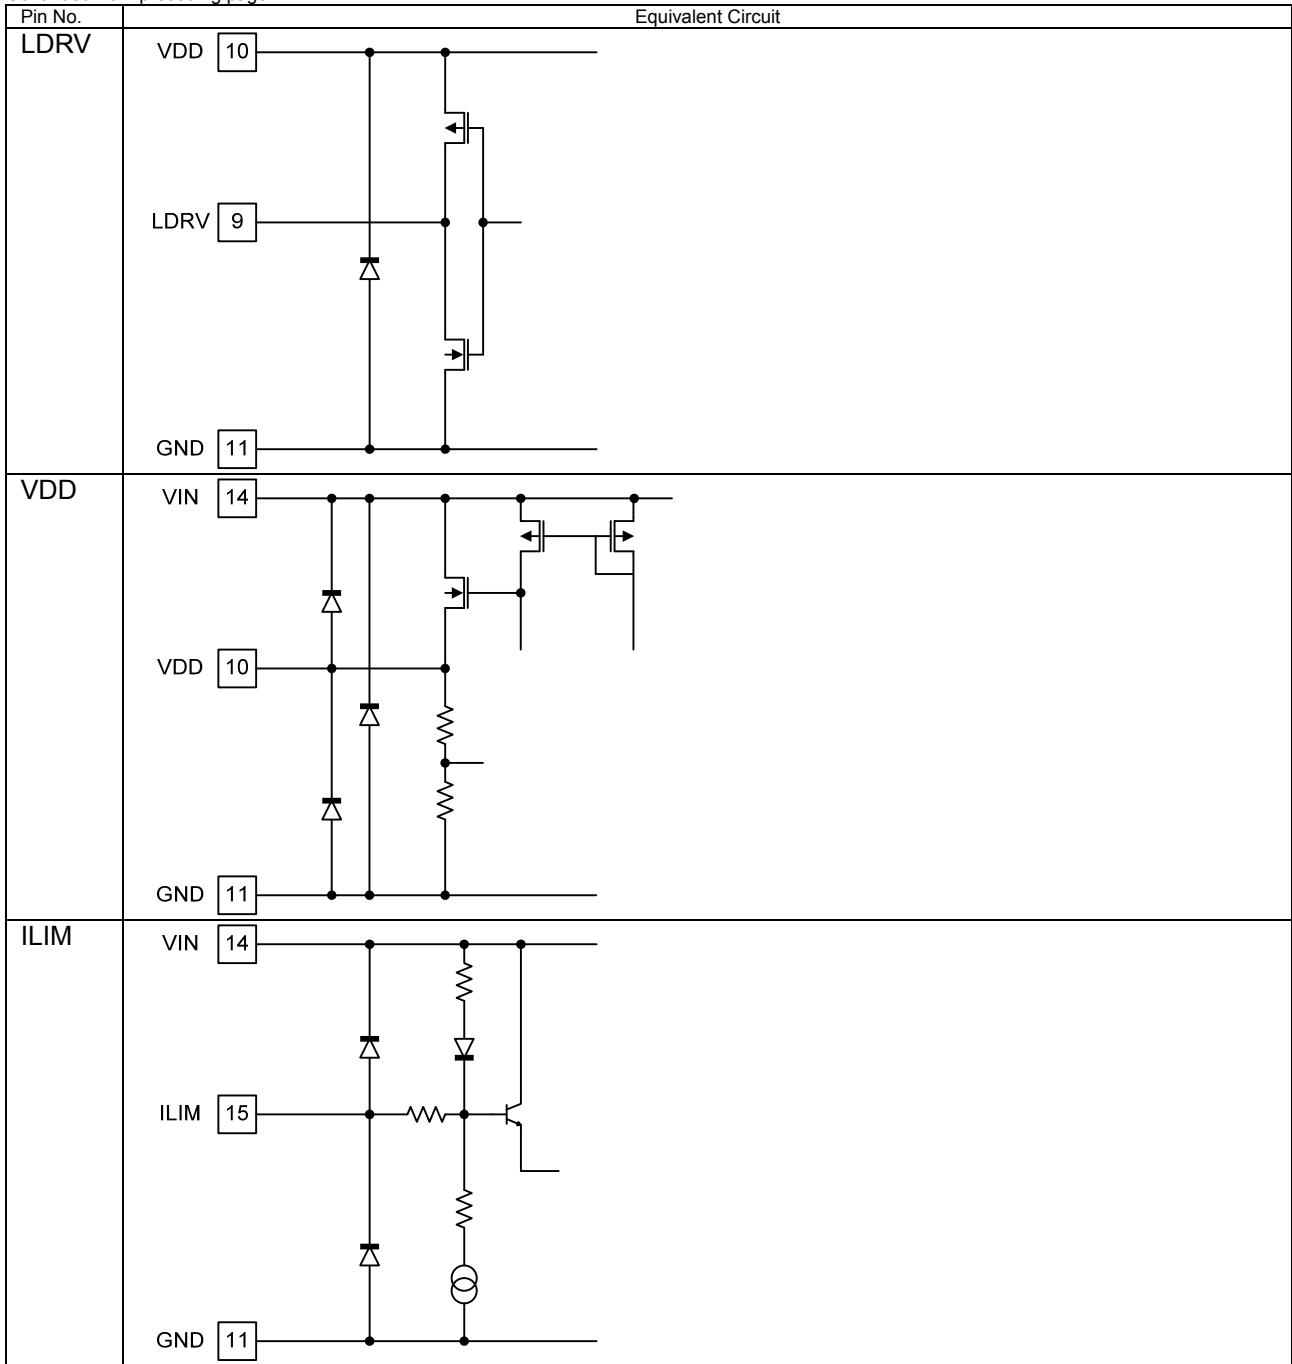 Pin No. Equivalent Circuit
LDRV
VDD 10
LDRV 9
GND 11
VDD
VIN 14
VDD 10
GND 11
ILIM
VIN 14
ILIM 15
GND 11